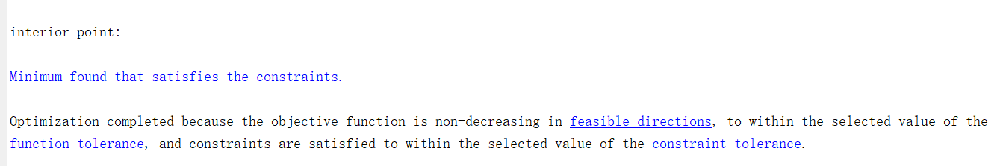 =====================================
interior-point:
Minimum found that satisfies the constraints.
Optimization completed because the objective function is non-decreasing in feasible directions, to within the selected value of the
function tolerance, and constraints are satisfied to within the selected value of the constraint tolerance.